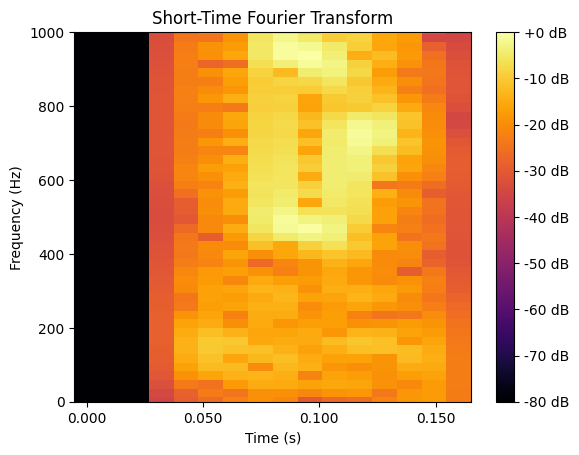 Short-Time Fourier Transform
1000
800
600
400
200
0
Frequency (Hz)
0.000
0.050
0.100
0.150
Time (s)
+0 dB
-10 dB
-20 dB
-30 dB
-40 dB
-50 dB
-60 dB
-70 dB
-80 dB